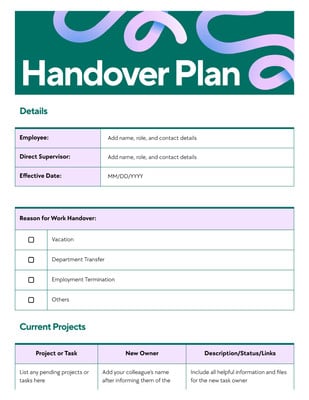 Handover Plan
Details
Employee: Add name, role, and contact details
Direct Supervisor: Add name, role, and contact details
Effective Date: MM/DD/YYYY
Reason for Work Handover:
Vacation
Department Transfer
Employment Termination
Others
Current Projects
Project or Task New Owner Description/Status/Links
List any pending projects or Add your colleague's name Include all helpful information and files
tasks here after informing them of the for the new task owner